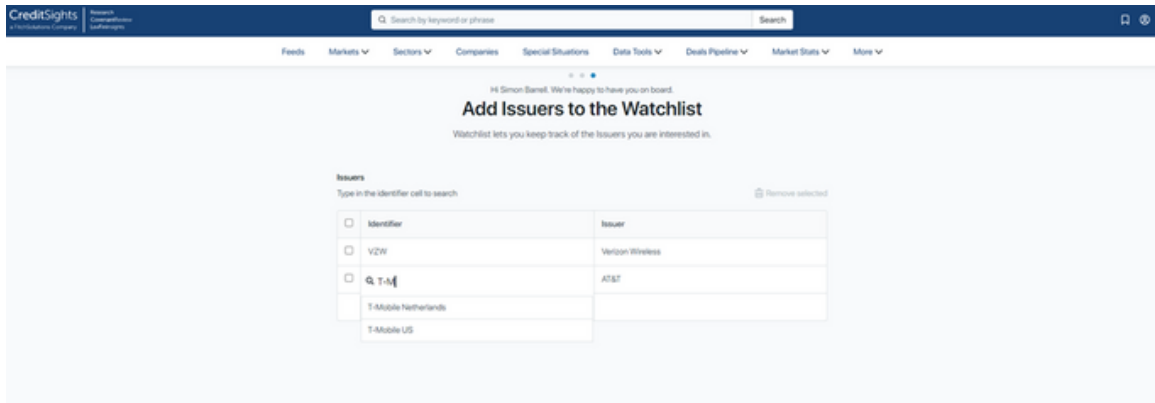 CreditSights
a FitchSolutions Company
Research
CovenantReview
LevFinInsights
Search by keyword or phrase
Search
Feeds
Markets
Sectors
Companies
Special Situations
Data Tools
Deals Pipeline
Market Stats
More
Hi Simon Barrell. We're happy to have you on board.
Add Issuers to the Watchlist
Watchlist lets you keep track of the Issuers you are interested in.
Issuers
Type in the identifier cell to search
Remove selected
Identifier
Issuer
VZW
Verizon Wireless
T-M
AT&T
T-Mobile Netherlands
T-Mobile US